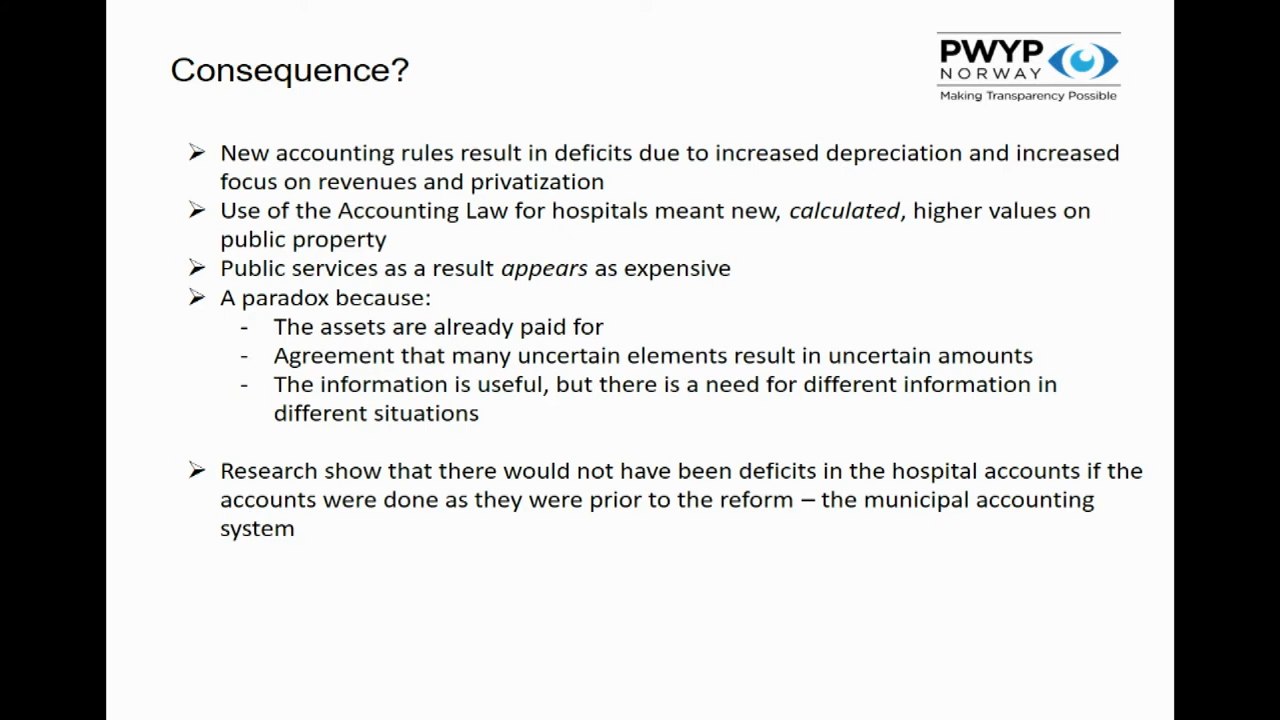 Consequence?
PWYP
NORWAY
Making Transparency Possible
➢ New accounting rules result in deficits due to increased depreciation and increased
focus on revenues and privatization
➢ Use of the Accounting Law for hospitals meant new, calculated, higher values on
public property
➢ Public services as a result appears as expensive
➢ A paradox because:
- The assets are already paid for
- Agreement that many uncertain elements result in uncertain amounts
- The information is useful, but there is a need for different information in
different situations
➢ Research show that there would not have been deficits in the hospital accounts if the
accounts were done as they were prior to the reform – the municipal accounting
system